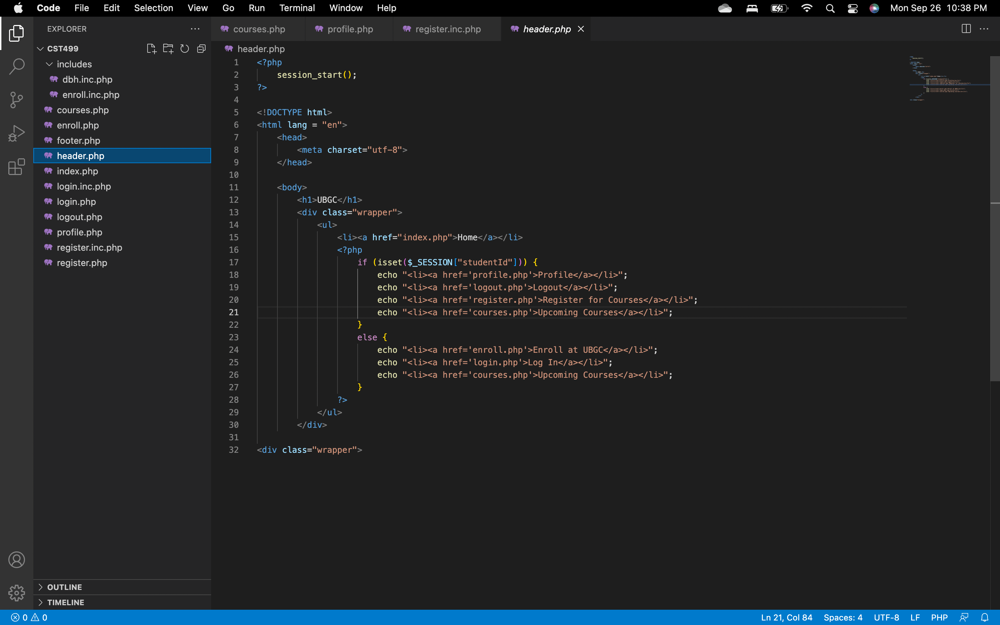 Code File Edit Selection View Go Run Terminal Window Help Mon Sep 26 10:38 PM
EXPLORER
CST499
includes
dbh.inc.php
enroll.inc.php
courses.php
enroll.php
footer.php
header.php
index.php
login.inc.php
login.php
logout.php
profile.php
register.inc.php
register.php
OUTLINE
TIMELINE
courses.php profile.php register.inc.php header.php
header.php
1 <?php
2 session_start();
3 ?>
4
5 <!DOCTYPE html>
6 <html lang = "en">
7 <head>
8 <meta charset="utf-8">
9 </head>
10
11 <body>
12 <h1>UBGC</h1>
13 <div class="wrapper">
14 <ul>
15 <li><a href="index.php">Home</a></li>
16 <?php
17 if (isset($_SESSION["studentId"])) {
18 echo "<li><a href='profile.php'>Profile</a></li>";
19 echo "<li><a href='logout.php'>Logout</a></li>";
20 echo "<li><a href='register.php'>Register for Courses</a></li>";
21 echo "<li><a href='courses.php'>Upcoming Courses</a></li>";
22 }
23 else {
24 echo "<li><a href='enroll.php'>Enroll at UBGC</a></li>";
25 echo "<li><a href='login.php'>Log In</a></li>";
26 echo "<li><a href='courses.php'>Upcoming Courses</a></li>";
27 }
28 ?>
29 </ul>
30 </div>
31
32 <div class="wrapper">
0 0 Ln 21, Col 84 Spaces: 4 UTF-8 LF PHP